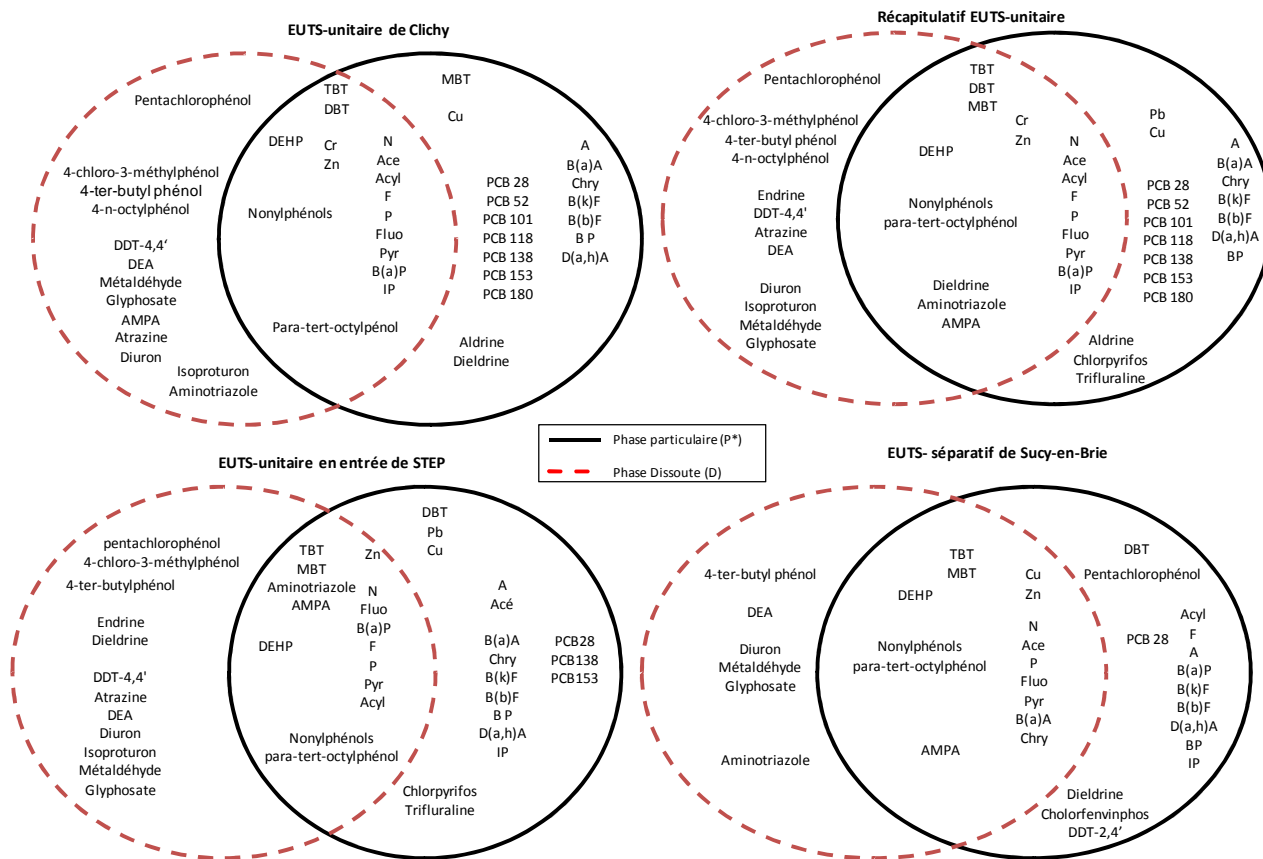 EUTS-unitaire de Clichy
Pentachlorophénol
4-chloro-3-méthylphénol
4-ter-butyl phénol
4-n-octylphénol
DDT-4,4‘
DEA
Métaldéhyde
Glyphosate
AMPA
Atrazine
Diuron
Isoproturon
Aminotriazole
TBT
DBT
DEHP
Cr
Zn
Nonylphénols
N
Ace
Acyl
F
P
Fluo
Pyr
B(a)P
IP
Para-tert-octylpénol
MBT
Cu
PCB 28
PCB 52
PCB 101
PCB 118
PCB 138
PCB 153
PCB 180
A
B(a)A
Chry
B(k)F
B(b)F
B P
D(a,h)A
Aldrine
Dieldrine
Récapitulatif EUTS-unitaire
Pentachlorophénol
4-chloro-3-méthylphénol
4-ter-butyl phénol
4-n-octylphénol
Endrine
DDT-4,4'
Atrazine
DEA
Diuron
Isoproturon
Métaldéhyde
Glyphosate
TBT
DBT
MBT
DEHP
Cr
Zn
Nonylphénols
para-tert-octylphénol
N
Ace
Acyl
F
P
Fluo
Pyr
B(a)P
IP
Dieldrine
Aminotriazole
AMPA
Pb
Cu
PCB 28
PCB 52
PCB 101
PCB 118
PCB 138
PCB 153
PCB 180
A
B(a)A
Chry
B(k)F
B(b)F
D(a,h)A
BP
Aldrine
Chlorpyrifos
Trifluraline
Phase particulaire (P*)
Phase Dissoute (D)
EUTS-unitaire en entrée de STEP
pentachlorophénol
4-chloro-3-méthylphénol
4-ter-butylphénol
Endrine
Dieldrine
DDT-4,4'
Atrazine
DEA
Diuron
Isoproturon
Métaldéhyde
Glyphosate
TBT
MBT
Aminotriazole
AMPA
DEHP
Zn
N
Fluo
B(a)P
F
P
Pyr
Acyl
Nonylphénols
para-tert-octylphénol
DBT
Pb
Cu
A
Acé
B(a)A
Chry
B(k)F
B(b)F
B P
D(a,h)A
IP
PCB28
PCB138
PCB153
Chlorpyrifos
Trifluraline
EUTS- séparatif de Sucy-en-Brie
4-ter-butyl phénol
DEA
Diuron
Métaldéhyde
Glyphosate
Aminotriazole
TBT
MBT
DEHP
Cu
Zn
Nonylphénols
para-tert-octylphénol
N
Ace
P
Fluo
Pyr
B(a)A
Chry
AMPA
DBT
Pentachlorophénol
PCB 28
Acyl
F
A
B(a)P
B(k)F
B(b)F
D(a,h)A
BP
IP
Dieldrine
Cholorfenvinphos
DDT-2,4’